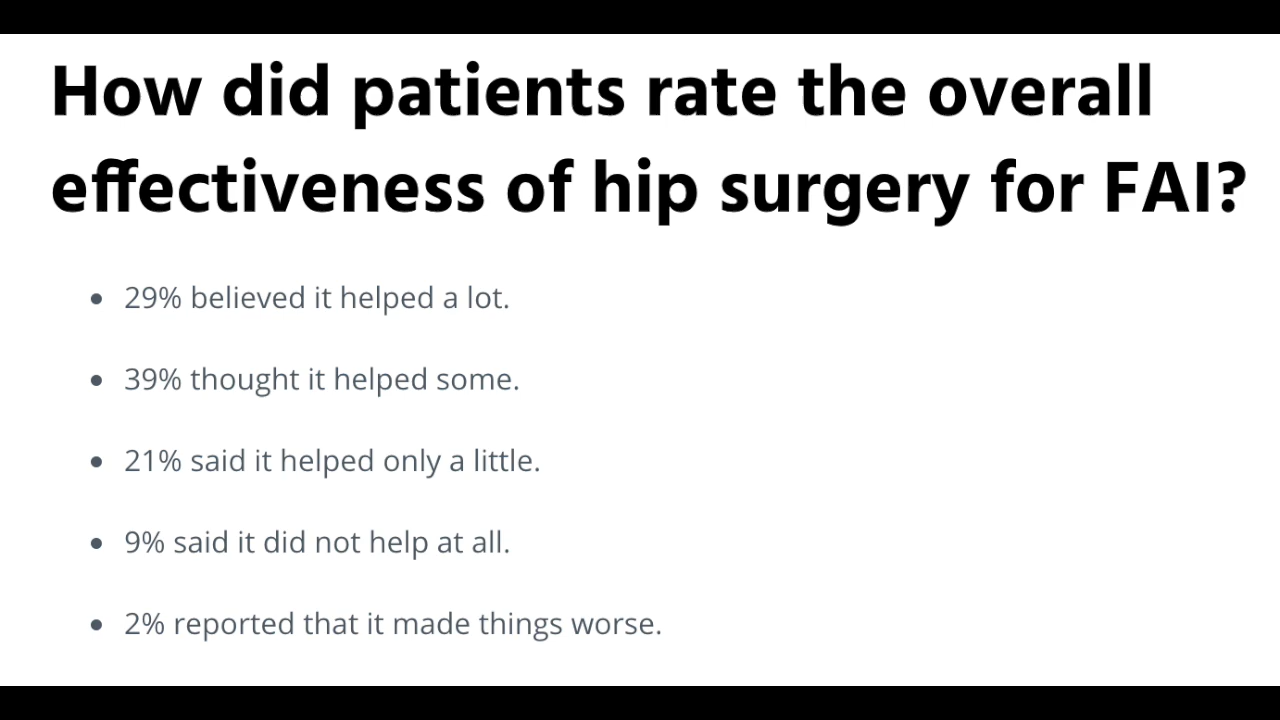 How did patients rate the overall
effectiveness of hip surgery for FAI?
• 29% believed it helped a lot.
• 39% thought it helped some.
• 21% said it helped only a little.
• 9% said it did not help at all.
• 2% reported that it made things worse.